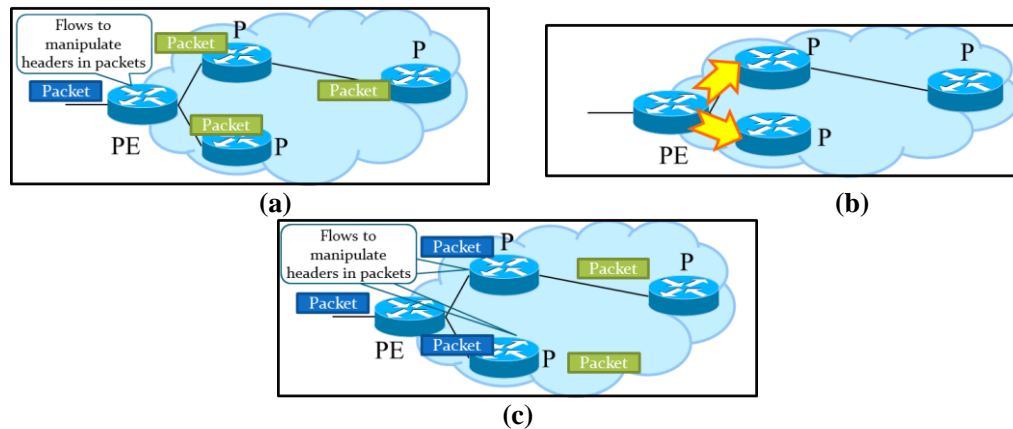 Flows to
manipulate
headers in packets
Packet
P
Packet
PE
Packet
P
Packet
P
(a)
P
P
PE
P
(b)
Flows to
manipulate
headers in packets
Packet
P
Packet
P
Packet
PE
Packet
P
Packet
(c)